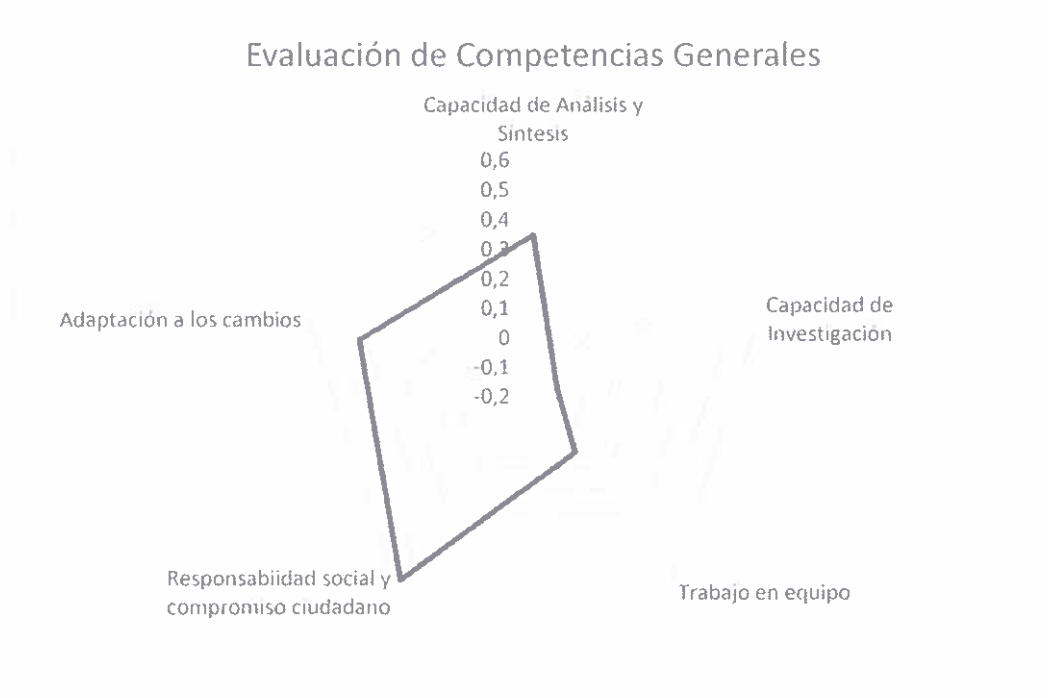 Evaluación de Competencias Generales
Capacidad de Análisis y
Síntesis
0,6
0,5
0,4
0,3
0,2
0,1
0
-0,1
-0,2
Capacidad de
Investigación
Trabajo en equipo
Responsabiidad social y
compromiso ciudadano
Adaptación a los cambios